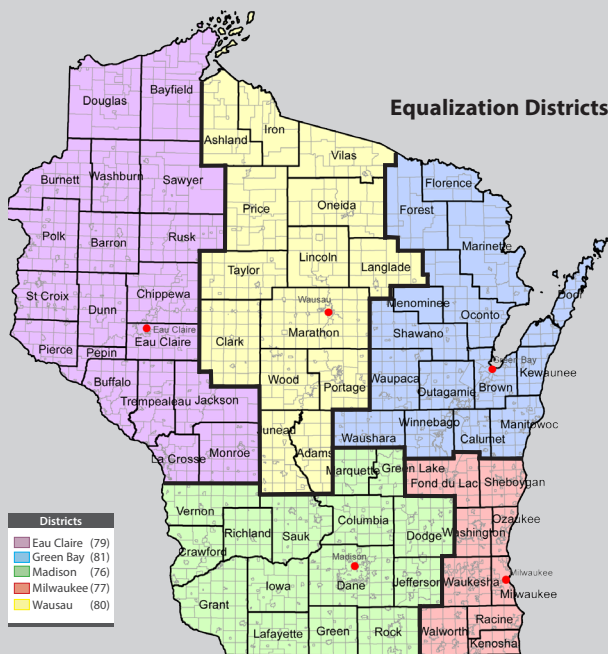 Equalization Districts
Bayfield
Douglas
Ashland
Iron
Vilas
Burnett
Washburn
Sawyer
Florence
Price
Oneida
Forest
Polk
Barron
Rusk
Marinette
Lincoln
Taylor
Langlade
St Croix
Chippewa
Dunn
Wausau
Menominee
Door
Oconto
Eau Claire
Eau Claire
Marathon
Shawano
Clark
Pierce
Pepin
Green Bay
Buffalo
Wood
Portage
Waupaca
Outagamie
Brown
Kewaunee
Trempealeau
Jackson
Juneau
Adams
Waushara
Winnebago
Calumet
Manitowoc
La Crosse
Monroe
Marquette
Green Lake
Fond du Lac
Sheboygan
Vernon
Richland
Sauk
Columbia
Dodge
Washington
Ozaukee
Crawford
Madison
Dane
Jefferson
Waukesha
Milwaukee
Milwaukee
Grant
Iowa
Lafayette
Green
Rock
Walworth
Racine
Kenosha
Districts
Eau Claire (79)
Green Bay (81)
Madison (76)
Milwaukee (77)
Wausau (80)